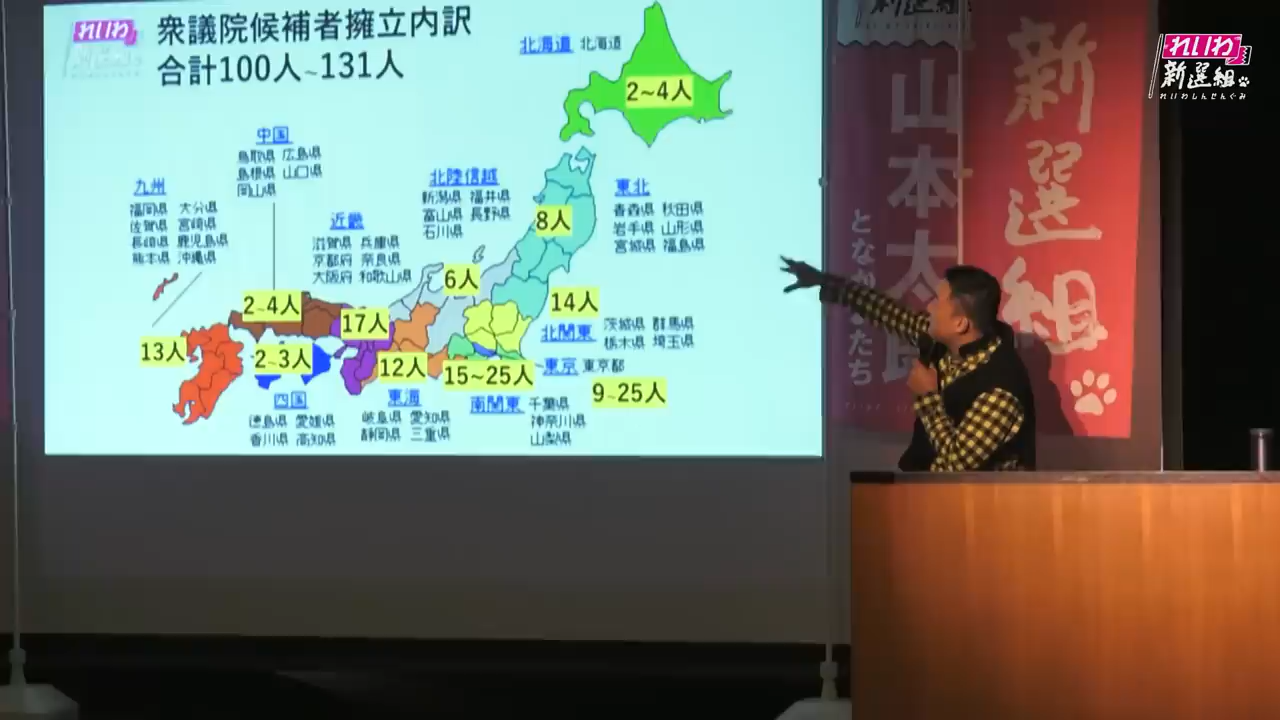 れいわ
衆議院候補者擁立内訳
合計100人~131人
北海道 北海道
2~4人
中国
鳥取県 広島県
島根県 山口県
岡山県
九州
福岡県 大分県
佐賀県 宮崎県
長崎県 鹿児島県
熊本県 沖縄県
近畿
滋賀県 兵庫県
京都府 奈良県
大阪府 和歌山県
北陸信越
新潟県 福井県
富山県 長野県
石川県
東北
青森県 秋田県
岩手県 山形県
宮城県 福島県
8人
6人
2~4人
17人
14人
北関東 茨城県 群馬県
栃木県 埼玉県
13人
2~3人
12人
15~25人
東京 東京都
9~25人
四国
徳島県 愛媛県
香川県 高知県
東海
岐阜県 愛知県
静岡県 三重県
南関東 千葉県
神奈川県
山梨県
山本太郎
新選組
れいわ
新選組
れいわしんせんぐみ